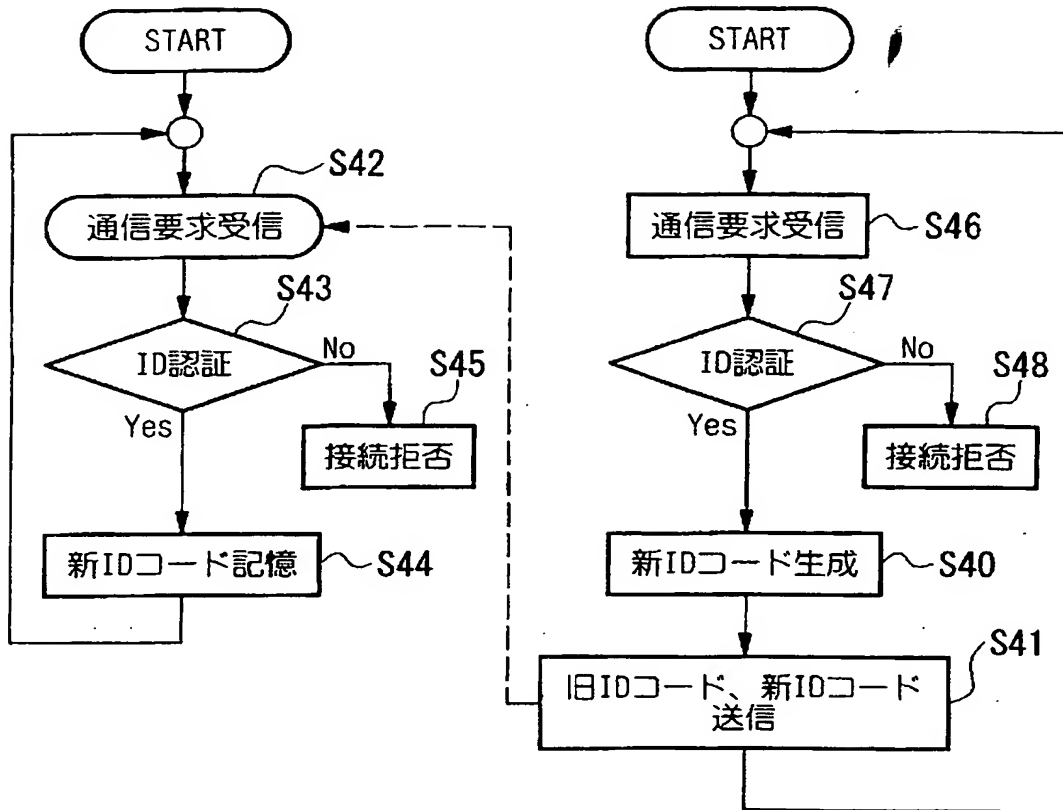 START
S42
通信要求受信
S43
ID認証
No
S45
Yes
接続拒否
新IDコード記憶
S44
START
通信要求受信
S46
S47
ID認証
No
S48
Yes
接続拒否
新IDコード生成
S40
S41
旧IDコード、新IDコード
送信